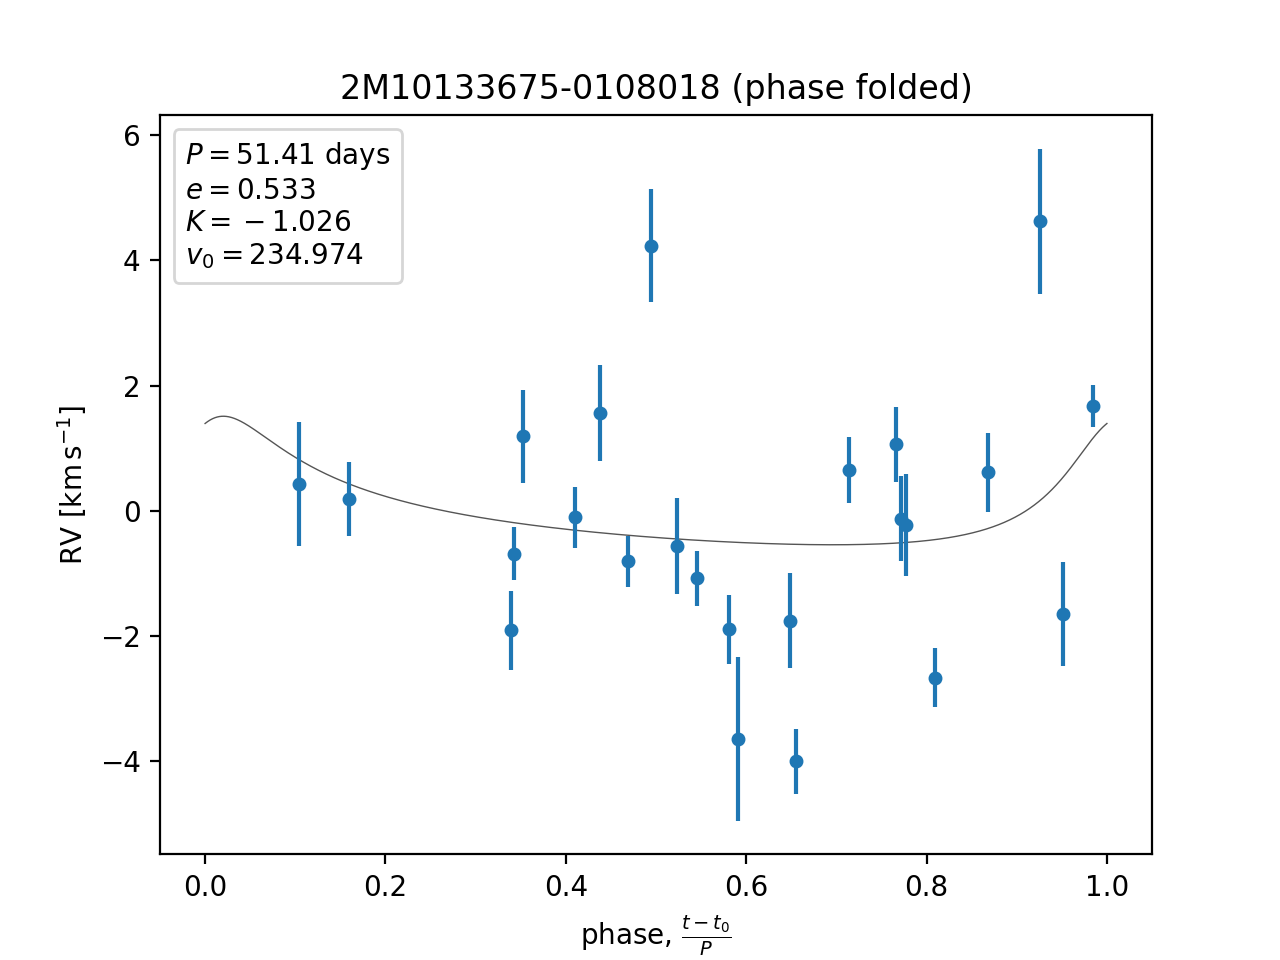 2M10133675-0108018 (phase folded)
P = 51.41 days
e = 0.533
K = −1.026
v₀ = 234.974
6
4
2
0
−2
−4
RV [km s⁻¹]
0.0 0.2 0.4 0.6 0.8 1.0
phase, (t − t₀)/P